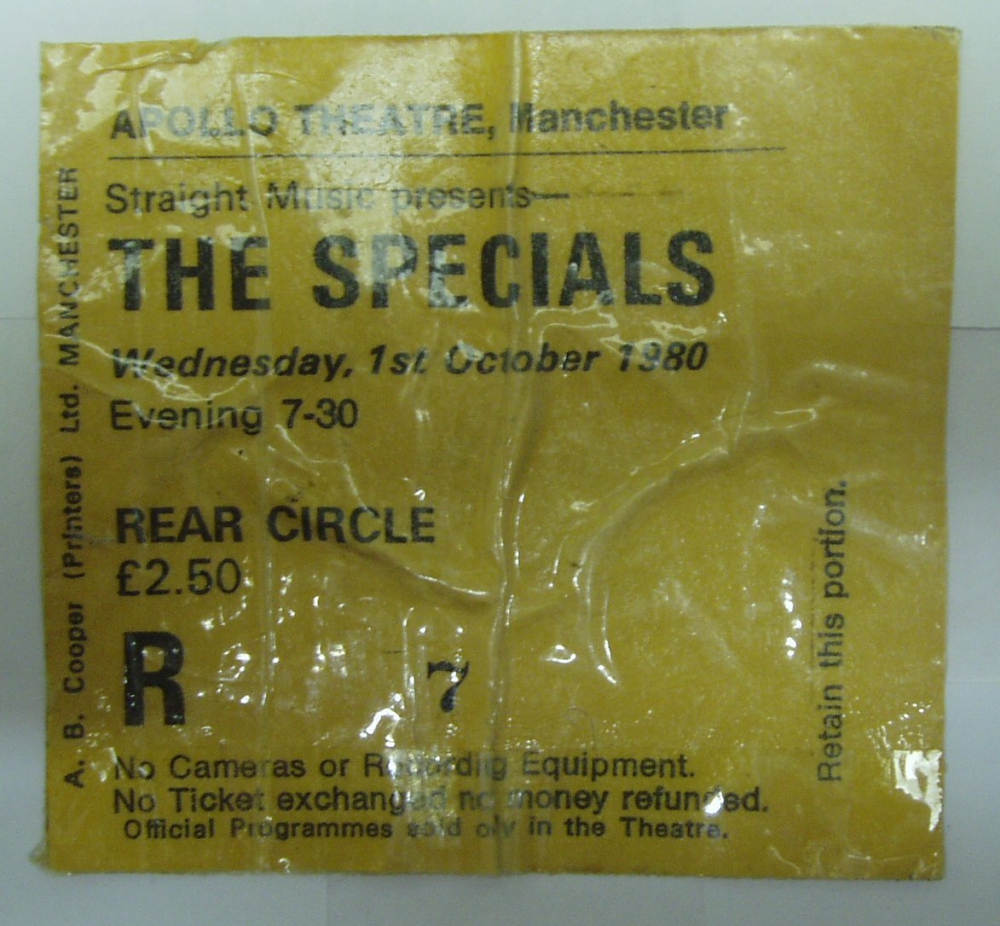 APOLLO THEATRE, Manchester
Straight Music presents—
THE SPECIALS
Wednesday, 1st October 1980
Evening 7-30
REAR CIRCLE
£2.50
R 7
No Cameras or Recording Equipment.
No Ticket exchanged no money refunded.
Official Programmes sold only in the Theatre.
A. B. Cooper (Printers) Ltd. MANCHESTER
Retain this portion.